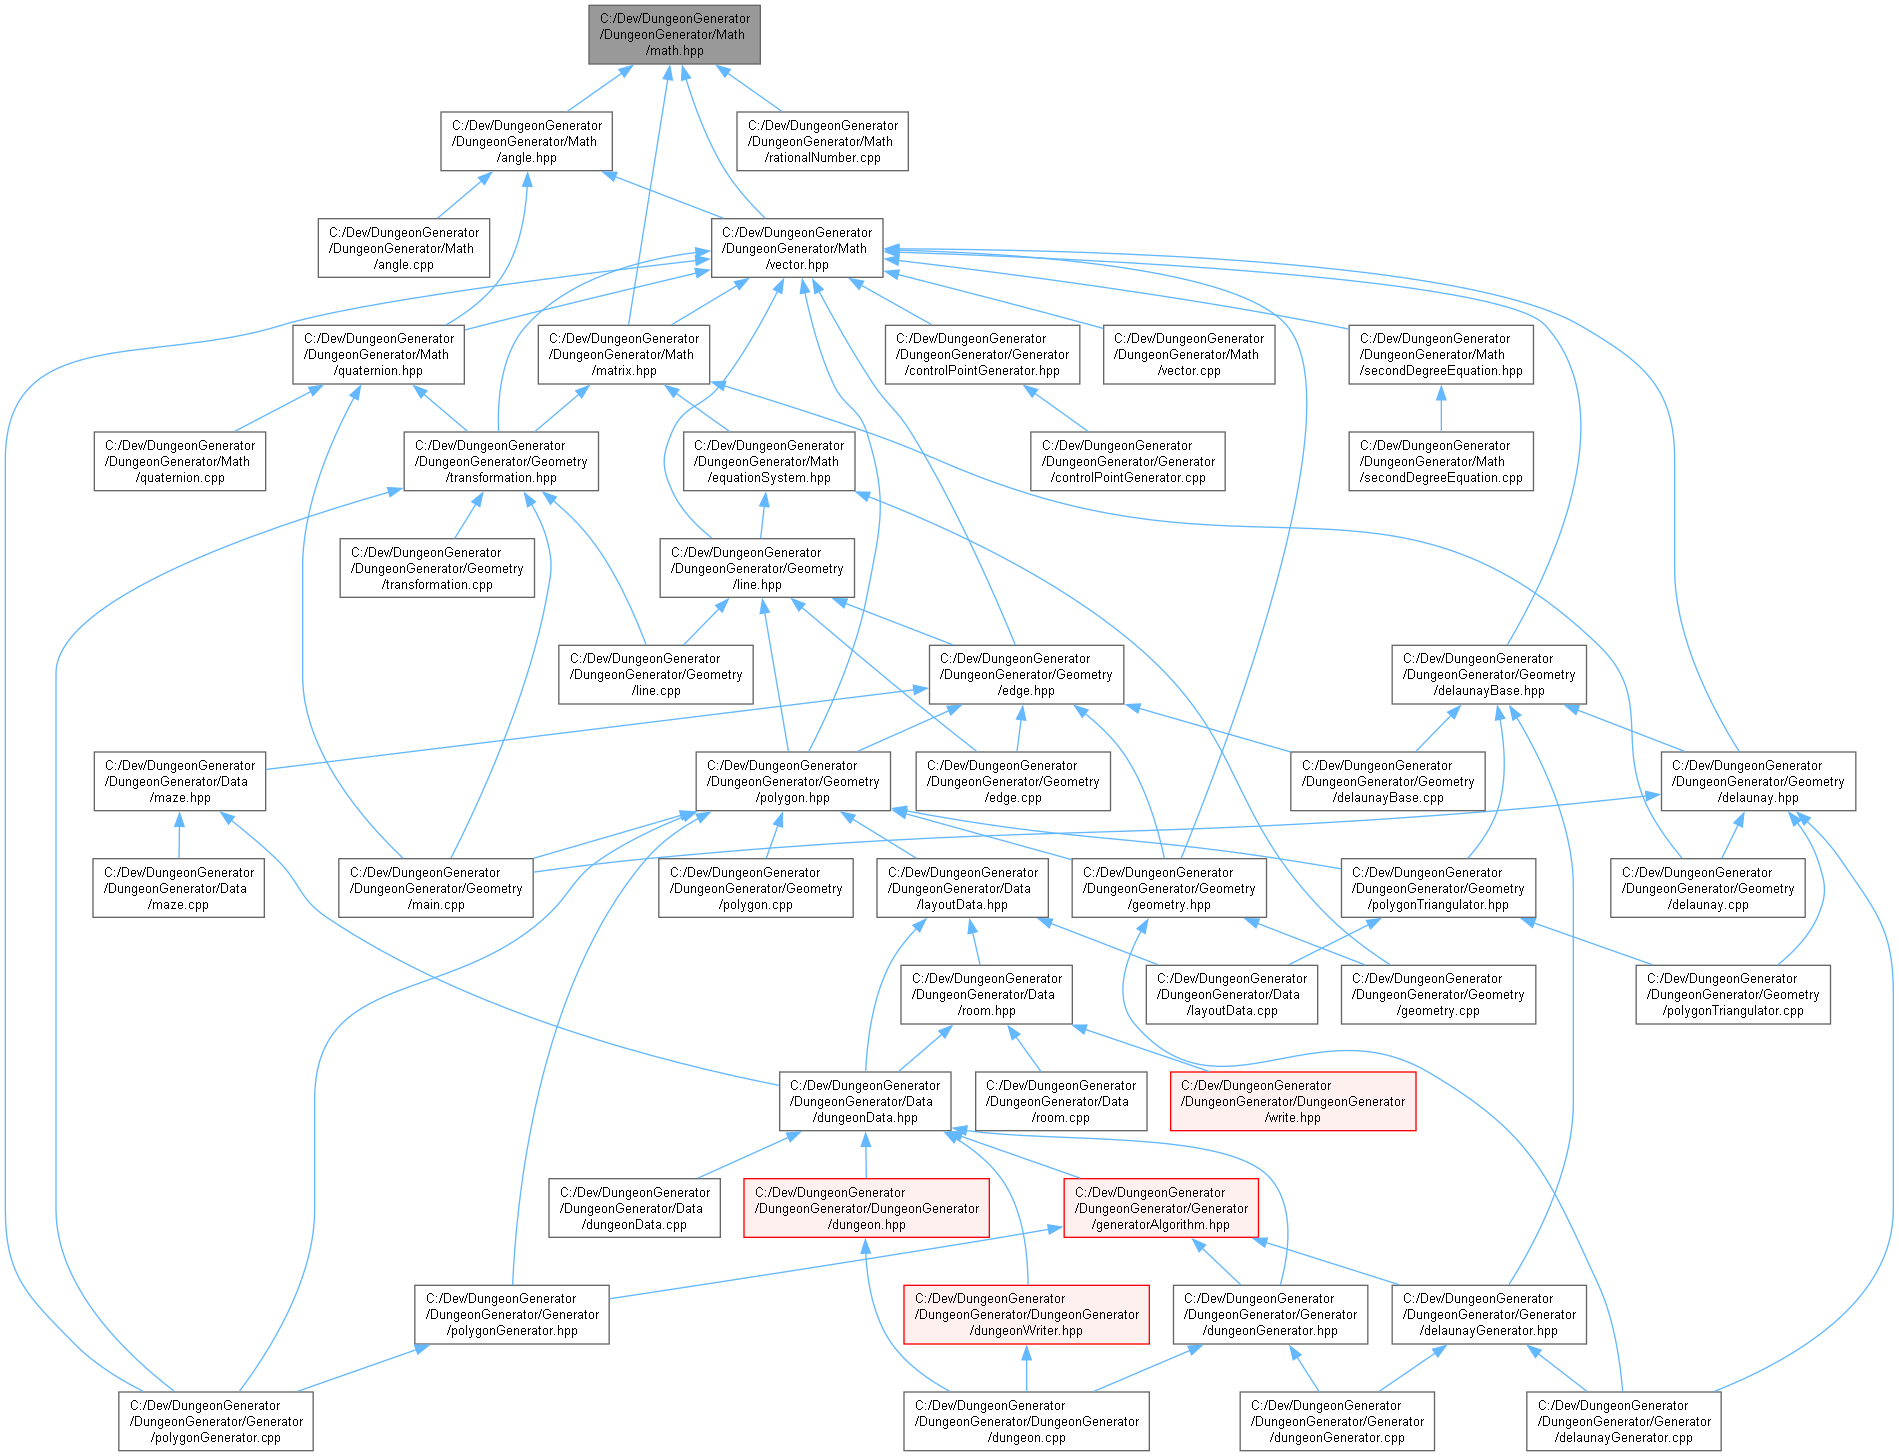 C:/Dev/DungeonGenerator
/DungeonGenerator/Math
/math.hpp
C:/Dev/DungeonGenerator
/DungeonGenerator/Math
/angle.hpp
C:/Dev/DungeonGenerator
/DungeonGenerator/Math
/rationalNumber.cpp
C:/Dev/DungeonGenerator
/DungeonGenerator/Math
/angle.cpp
C:/Dev/DungeonGenerator
/DungeonGenerator/Math
/vector.hpp
C:/Dev/DungeonGenerator
/DungeonGenerator/Math
/quaternion.hpp
C:/Dev/DungeonGenerator
/DungeonGenerator/Math
/matrix.hpp
C:/Dev/DungeonGenerator
/DungeonGenerator/Generator
/controlPointGenerator.hpp
C:/Dev/DungeonGenerator
/DungeonGenerator/Math
/vector.cpp
C:/Dev/DungeonGenerator
/DungeonGenerator/Math
/secondDegreeEquation.hpp
C:/Dev/DungeonGenerator
/DungeonGenerator/Math
/quaternion.cpp
C:/Dev/DungeonGenerator
/DungeonGenerator/Geometry
/transformation.hpp
C:/Dev/DungeonGenerator
/DungeonGenerator/Math
/equationSystem.hpp
C:/Dev/DungeonGenerator
/DungeonGenerator/Generator
/controlPointGenerator.cpp
C:/Dev/DungeonGenerator
/DungeonGenerator/Math
/secondDegreeEquation.cpp
C:/Dev/DungeonGenerator
/DungeonGenerator/Geometry
/transformation.cpp
C:/Dev/DungeonGenerator
/DungeonGenerator/Geometry
/line.hpp
C:/Dev/DungeonGenerator
/DungeonGenerator/Geometry
/line.cpp
C:/Dev/DungeonGenerator
/DungeonGenerator/Geometry
/edge.hpp
C:/Dev/DungeonGenerator
/DungeonGenerator/Geometry
/delaunayBase.hpp
C:/Dev/DungeonGenerator
/DungeonGenerator/Data
/maze.hpp
C:/Dev/DungeonGenerator
/DungeonGenerator/Geometry
/polygon.hpp
C:/Dev/DungeonGenerator
/DungeonGenerator/Geometry
/edge.cpp
C:/Dev/DungeonGenerator
/DungeonGenerator/Geometry
/delaunayBase.cpp
C:/Dev/DungeonGenerator
/DungeonGenerator/Geometry
/delaunay.hpp
C:/Dev/DungeonGenerator
/DungeonGenerator/Data
/maze.cpp
C:/Dev/DungeonGenerator
/DungeonGenerator/Geometry
/main.cpp
C:/Dev/DungeonGenerator
/DungeonGenerator/Geometry
/polygon.cpp
C:/Dev/DungeonGenerator
/DungeonGenerator/Data
/layoutData.hpp
C:/Dev/DungeonGenerator
/DungeonGenerator/Geometry
/geometry.hpp
C:/Dev/DungeonGenerator
/DungeonGenerator/Geometry
/polygonTriangulator.hpp
C:/Dev/DungeonGenerator
/DungeonGenerator/Geometry
/delaunay.cpp
C:/Dev/DungeonGenerator
/DungeonGenerator/Data
/room.hpp
C:/Dev/DungeonGenerator
/DungeonGenerator/Data
/layoutData.cpp
C:/Dev/DungeonGenerator
/DungeonGenerator/Geometry
/geometry.cpp
C:/Dev/DungeonGenerator
/DungeonGenerator/Geometry
/polygonTriangulator.cpp
C:/Dev/DungeonGenerator
/DungeonGenerator/Data
/dungeonData.hpp
C:/Dev/DungeonGenerator
/DungeonGenerator/Data
/room.cpp
C:/Dev/DungeonGenerator
/DungeonGenerator/DungeonGenerator
/write.hpp
C:/Dev/DungeonGenerator
/DungeonGenerator/Data
/dungeonData.cpp
C:/Dev/DungeonGenerator
/DungeonGenerator/DungeonGenerator
/dungeon.hpp
C:/Dev/DungeonGenerator
/DungeonGenerator/Generator
/generatorAlgorithm.hpp
C:/Dev/DungeonGenerator
/DungeonGenerator/Generator
/polygonGenerator.hpp
C:/Dev/DungeonGenerator
/DungeonGenerator/DungeonGenerator
/dungeonWriter.hpp
C:/Dev/DungeonGenerator
/DungeonGenerator/Generator
/dungeonGenerator.hpp
C:/Dev/DungeonGenerator
/DungeonGenerator/Generator
/delaunayGenerator.hpp
C:/Dev/DungeonGenerator
/DungeonGenerator/Generator
/polygonGenerator.cpp
C:/Dev/DungeonGenerator
/DungeonGenerator/DungeonGenerator
/dungeon.cpp
C:/Dev/DungeonGenerator
/DungeonGenerator/Generator
/dungeonGenerator.cpp
C:/Dev/DungeonGenerator
/DungeonGenerator/Generator
/delaunayGenerator.cpp